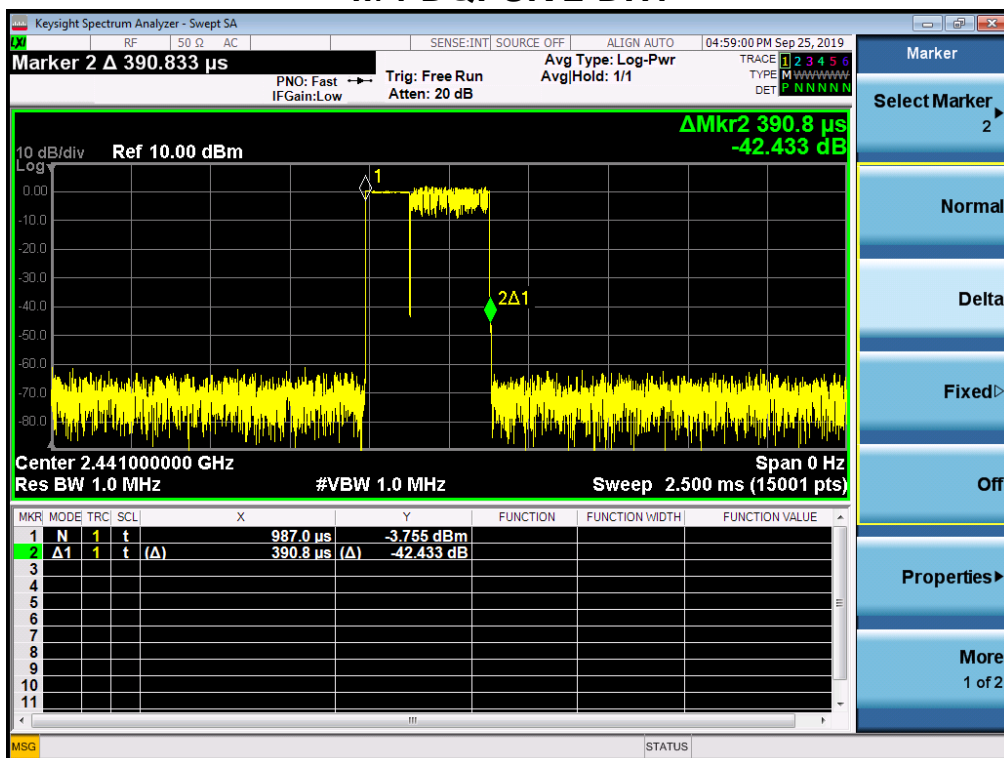 Keysight Spectrum Analyzer - Swept SA
LXI RF 50 Ω AC SENSE:INT SOURCE OFF ALIGN AUTO 04:59:00 PM Sep 25, 2019
Marker 2 Δ 390.833 µs
PNO: Fast
IFGain:Low
Trig: Free Run
Atten: 20 dB
Avg Type: Log-Pwr
Avg|Hold: 1/1
TRACE 1 2 3 4 5 6
TYPE M W W W W W
DET P N N N N N
ΔMkr2 390.8 µs
-42.433 dB
10 dB/div Ref 10.00 dBm
Log
1
0.00
-10.0
-20.0
-30.0
-40.0
2Δ1
-50.0
-60.0
-70.0
-80.0
Center 2.441000000 GHz Span 0 Hz
Res BW 1.0 MHz #VBW 1.0 MHz Sweep 2.500 ms (15001 pts)
MKR MODE TRC SCL X Y FUNCTION FUNCTION WIDTH FUNCTION VALUE
1 N 1 t 987.0 µs -3.755 dBm
2 Δ1 1 t (Δ) 390.8 µs (Δ) -42.433 dB
3
4
5
6
7
8
9
10
11
MSG STATUS
Marker
Select Marker
2
Normal
Delta
Fixed
Off
Properties
More
1 of 2